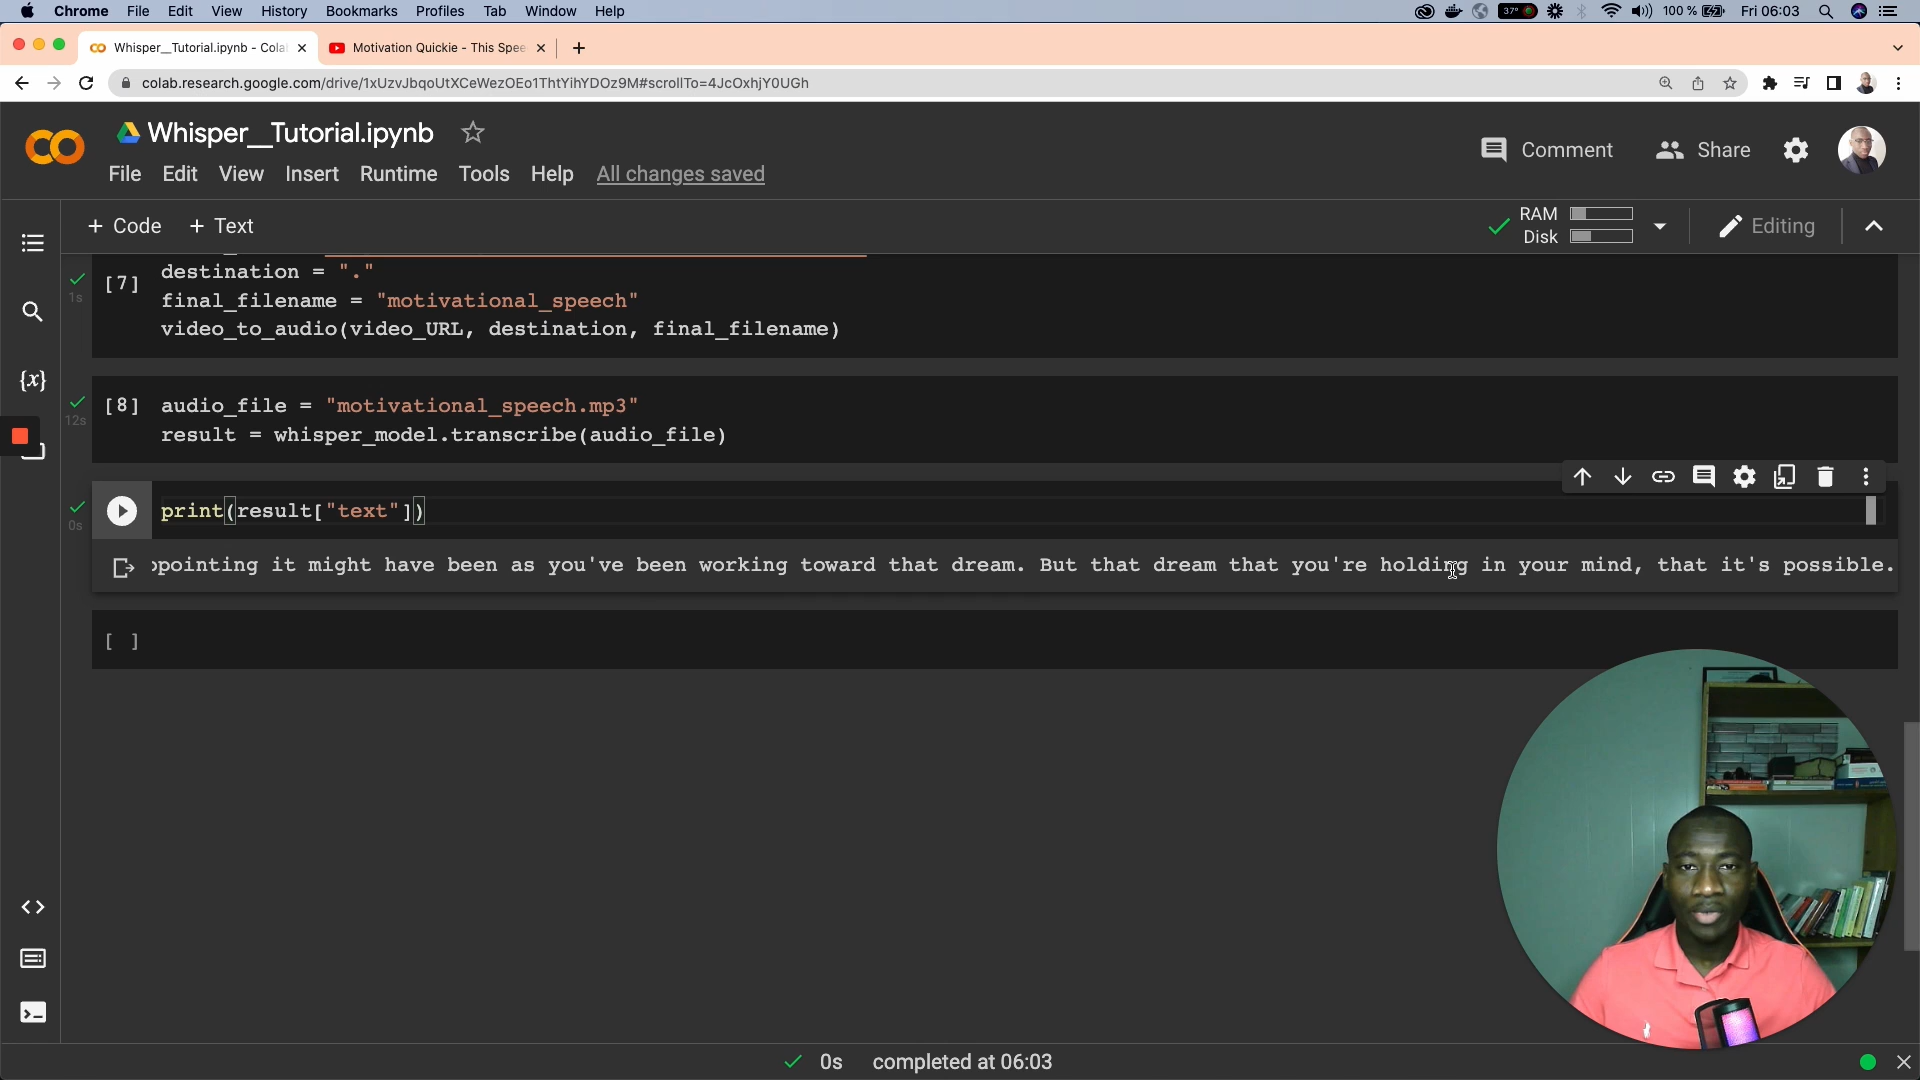 Chrome File Edit View History Bookmarks Profiles Tab Window Help
37° 100 % Fri 06:03
Whisper__Tutorial.ipynb - Cola
Motivation Quickie - This Spee
colab.research.google.com/drive/1xUzvJbqoUtXCeWezOEo1ThtYihYDOz9M#scrollTo=4JcOxhjY0UGh
Whisper__Tutorial.ipynb
Comment Share
File Edit View Insert Runtime Tools Help All changes saved
+ Code + Text
RAM
Disk
Editing
[7] destination = "."
1s
final_filename = "motivational_speech"
video_to_audio(video_URL, destination, final_filename)
[8] audio_file = "motivational_speech.mp3"
12s
result = whisper_model.transcribe(audio_file)
print(result["text"])
0s
ppointing it might have been as you've been working toward that dream. But that dream that you're holding in your mind, that it's possible.
[ ]
{x}
0s completed at 06:03